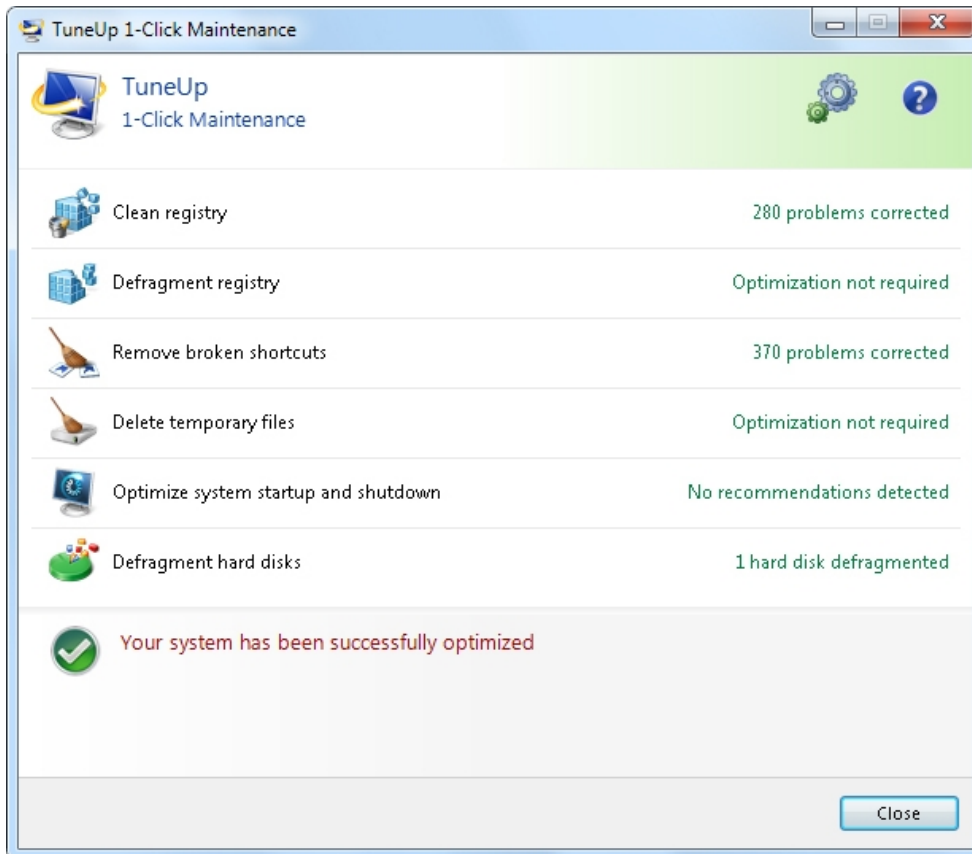 TuneUp 1-Click Maintenance
TuneUp
1-Click Maintenance
Clean registry 280 problems corrected
Defragment registry Optimization not required
Remove broken shortcuts 370 problems corrected
Delete temporary files Optimization not required
Optimize system startup and shutdown No recommendations detected
Defragment hard disks 1 hard disk defragmented
Your system has been successfully optimized
Close